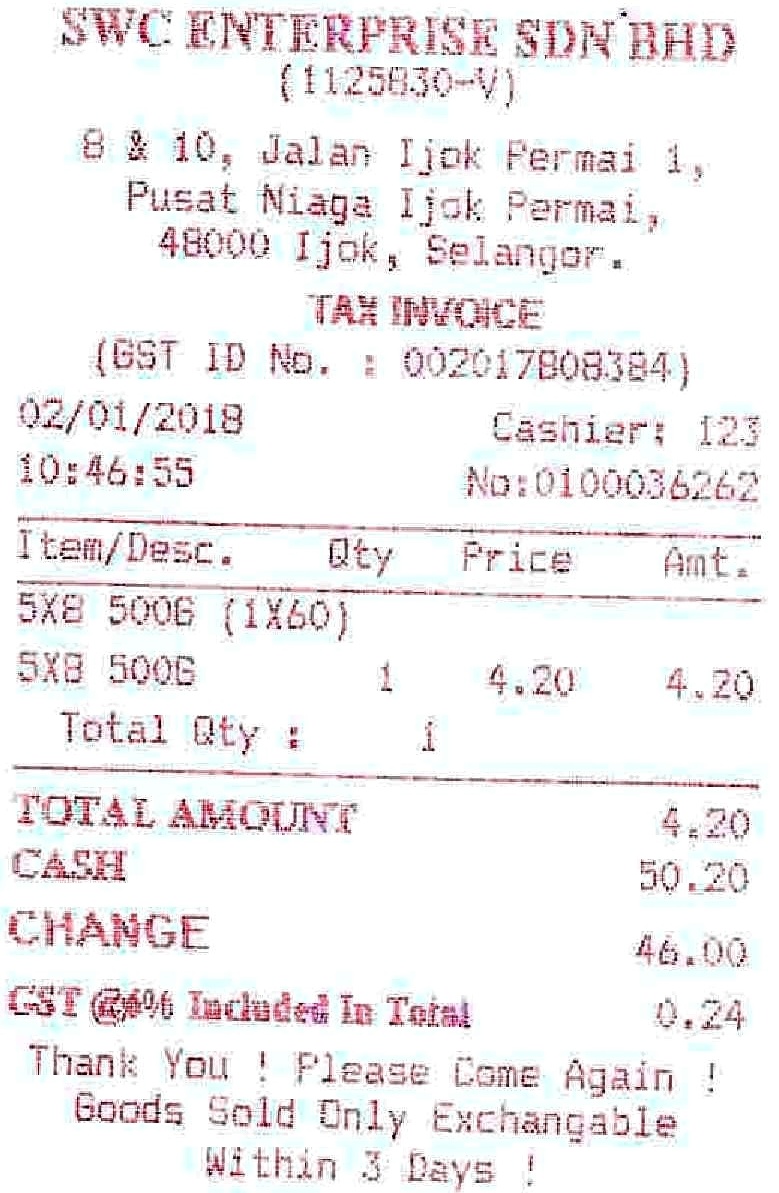 SWC ENTERPRISE SDN BHD
(1125830-V)
8 & 10, Jalan Ijok Permai 1,
Pusat Niaga Ijok Permai,
48000 Ijok, Selangor.
TAX INVOICE
(GST ID No. : 002017808384)
02/01/2018 Cashier: 123
10:46:55 No:0100036262
Item/Desc. Qty Price Amt.
5X8 500G (1X60)
5X8 500G 1 4.20 4.20
Total Qty : 1
TOTAL AMOUNT 4.20
CASH 50.20
CHANGE 46.00
GST @6% Included In Total 0.24
Thank You ! Please Come Again !
Goods Sold Only Exchangable
Within 3 Days !